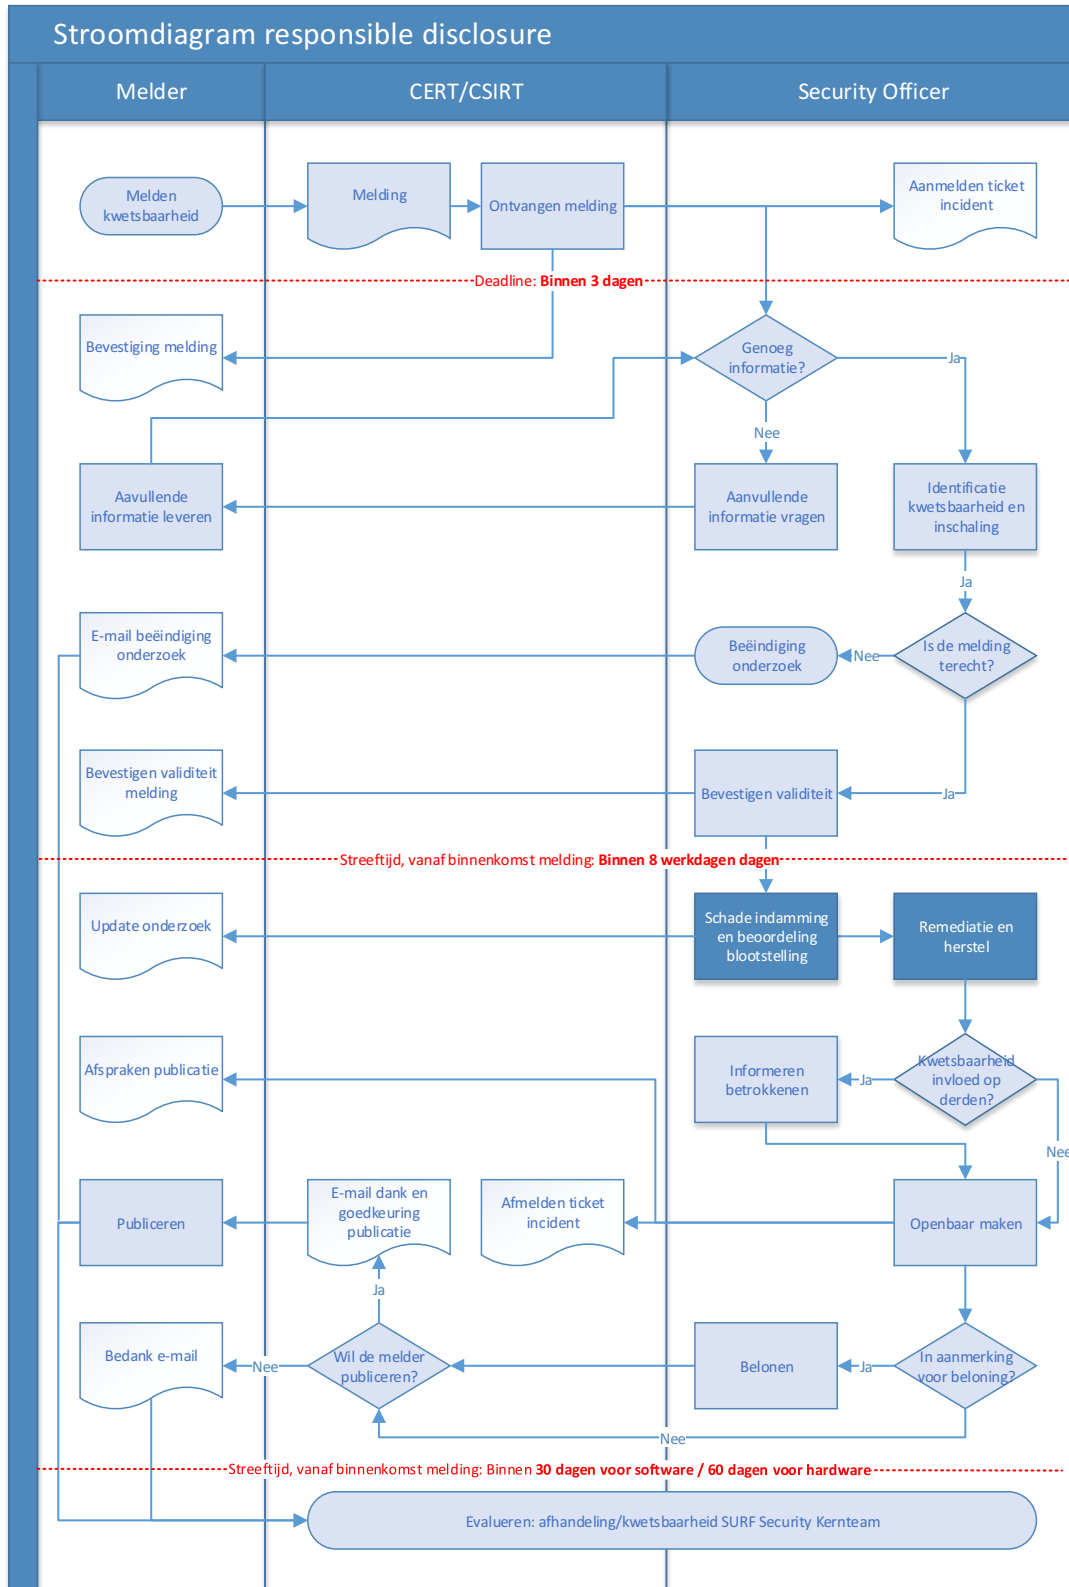 Stroomdiagram responsible disclosure
Melder
CERT/CSIRT
Security Officer
Melden
kwetsbaarheid
Melding
Ontvangen melding
Aanmelden ticket
incident
Deadline: Binnen 3 dagen
Bevestiging melding
Genoeg
informatie?
Ja
Nee
Aavullende
informatie leveren
Aanvullende
informatie vragen
Identificatie
kwetsbaarheid en
inschaling
Ja
E-mail beëindiging
onderzoek
Beëindiging
onderzoek
Nee
Is de melding
terecht?
Bevestigen validiteit
melding
Bevestigen validiteit
Ja
Streeftijd, vanaf binnenkomst melding: Binnen 8 werkdagen dagen
Update onderzoek
Schade indamming
en beoordeling
blootstelling
Remediatie en
herstel
Afspraken publicatie
Informeren
betrokkenen
Ja
Kwetsbaarheid
invloed op
derden?
Nee
Publiceren
E-mail dank en
goedkeuring
publicatie
Afmelden ticket
incident
Openbaar maken
Ja
Bedank e-mail
Nee
Wil de melder
publiceren?
Belonen
Ja
In aanmerking
voor beloning?
Nee
Streeftijd, vanaf binnenkomst melding: Binnen 30 dagen voor software / 60 dagen voor hardware
Evalueren: afhandeling/kwetsbaarheid SURF Security Kernteam